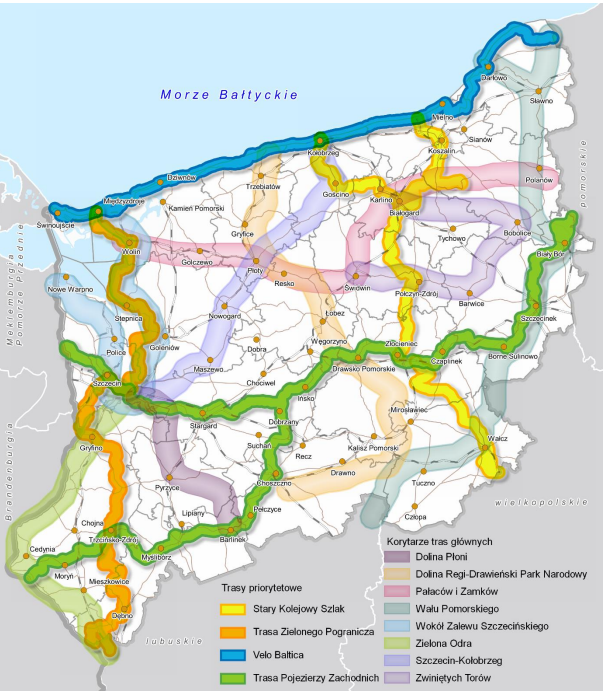 Morze Bałtyckie
Darłowo
Sławno
Mielno
Sianów
Koszalin
Kołobrzeg
pomorskie
Dziwnów
Trzebiatów
Gościno
Karlino
Polanów
Białogard
Międzyzdroje
Kamień Pomorski
Świnoujście
Gryfice
Tychowo
Bobolice
Wolin
Golczewo
Płoty
Resko
Świdwin
Połczyn-Zdrój
Barwice
Biały Bór
Meklemburgia
Pomorze Przednie
Nowe Warpno
Stepnica
Nowogard
Łobez
Szczecinek
Police
Goleniów
Dobra
Węgorzyno
Złocieniec
Borne Sulinowo
Maszewo
Chociwel
Drawsko Pomorskie
Czaplinek
Szczecin
Ińsko
Stargard
Dobrzany
Mirosławiec
Gryfino
Suchań
Recz
Kalisz Pomorski
Wałcz
Brandenburgia
Pyrzyce
Choszczno
Drawno
Tuczno
wielkopolskie
Chojna
Lipiany
Pełczyce
Człopa
Trzcińsko-Zdrój
Barlinek
Cedynia
Myślibórz
Moryń
Mieszkowice
Dębno
lubuskie
Trasy priorytetowe
Stary Kolejowy Szlak
Trasa Zielonego Pogranicza
Velo Baltica
Trasa Pojezierzy Zachodnich
Korytarze tras głównych
Dolina Płoni
Dolina Regi-Drawieński Park Narodowy
Pałaców i Zamków
Wału Pomorskiego
Wokół Zalewu Szczecińskiego
Zielona Odra
Szczecin-Kołobrzeg
Zwiniętych Torów